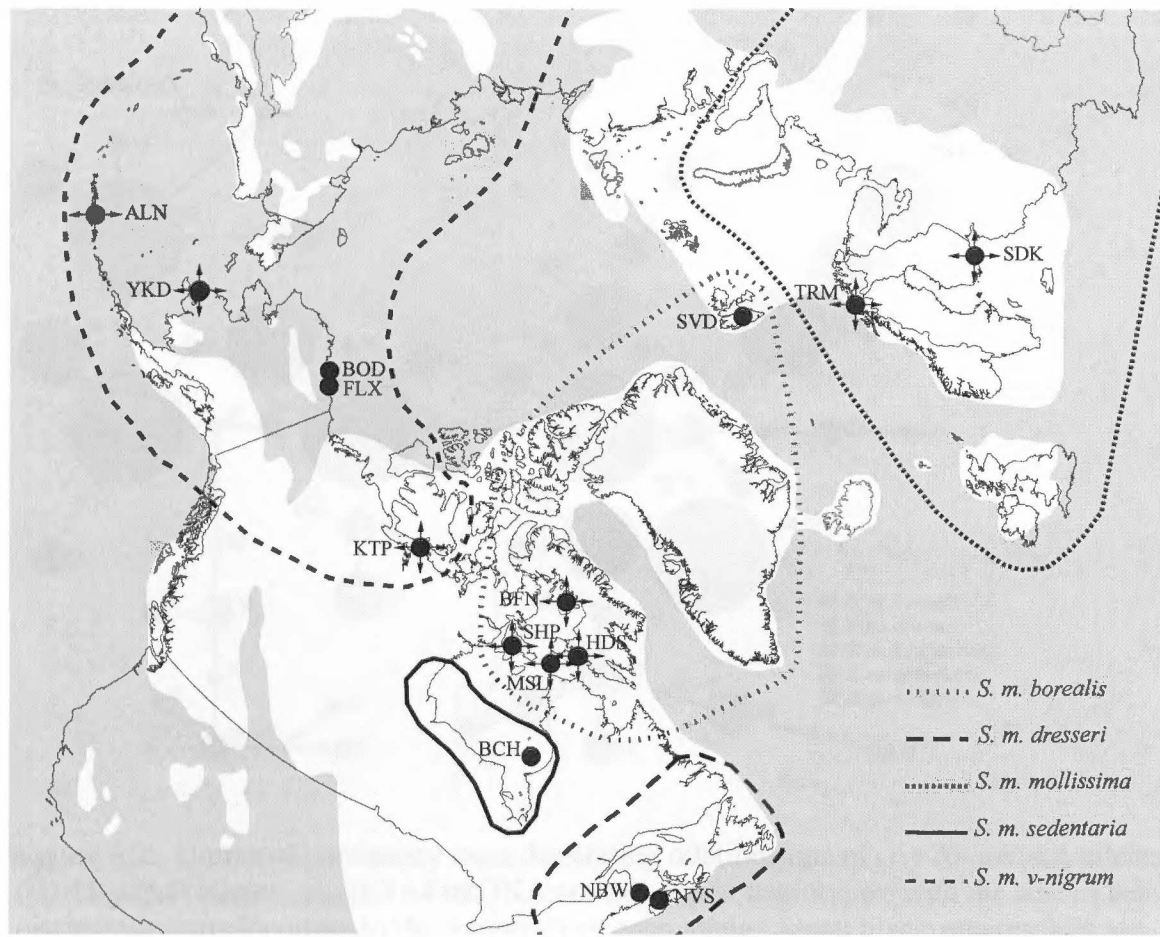 ALN
YKD
BOD
FLX
KTP
SVD
TRM
SDK
BFN
SHP
HDS
MSL
BCH
NBW
NVS
S. m. borealis
S. m. dresseri
S. m. mollissima
S. m. sedentaria
S. m. v-nigrum